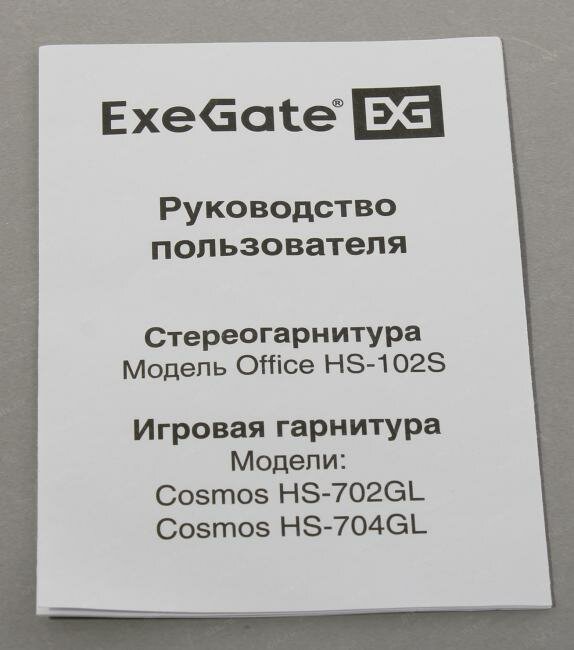 ExeGate® EXG
Руководство
пользователя
Стереогарнитура
Модель Office HS-102S
Игровая гарнитура
Модели:
Cosmos HS-702GL
Cosmos HS-704GL